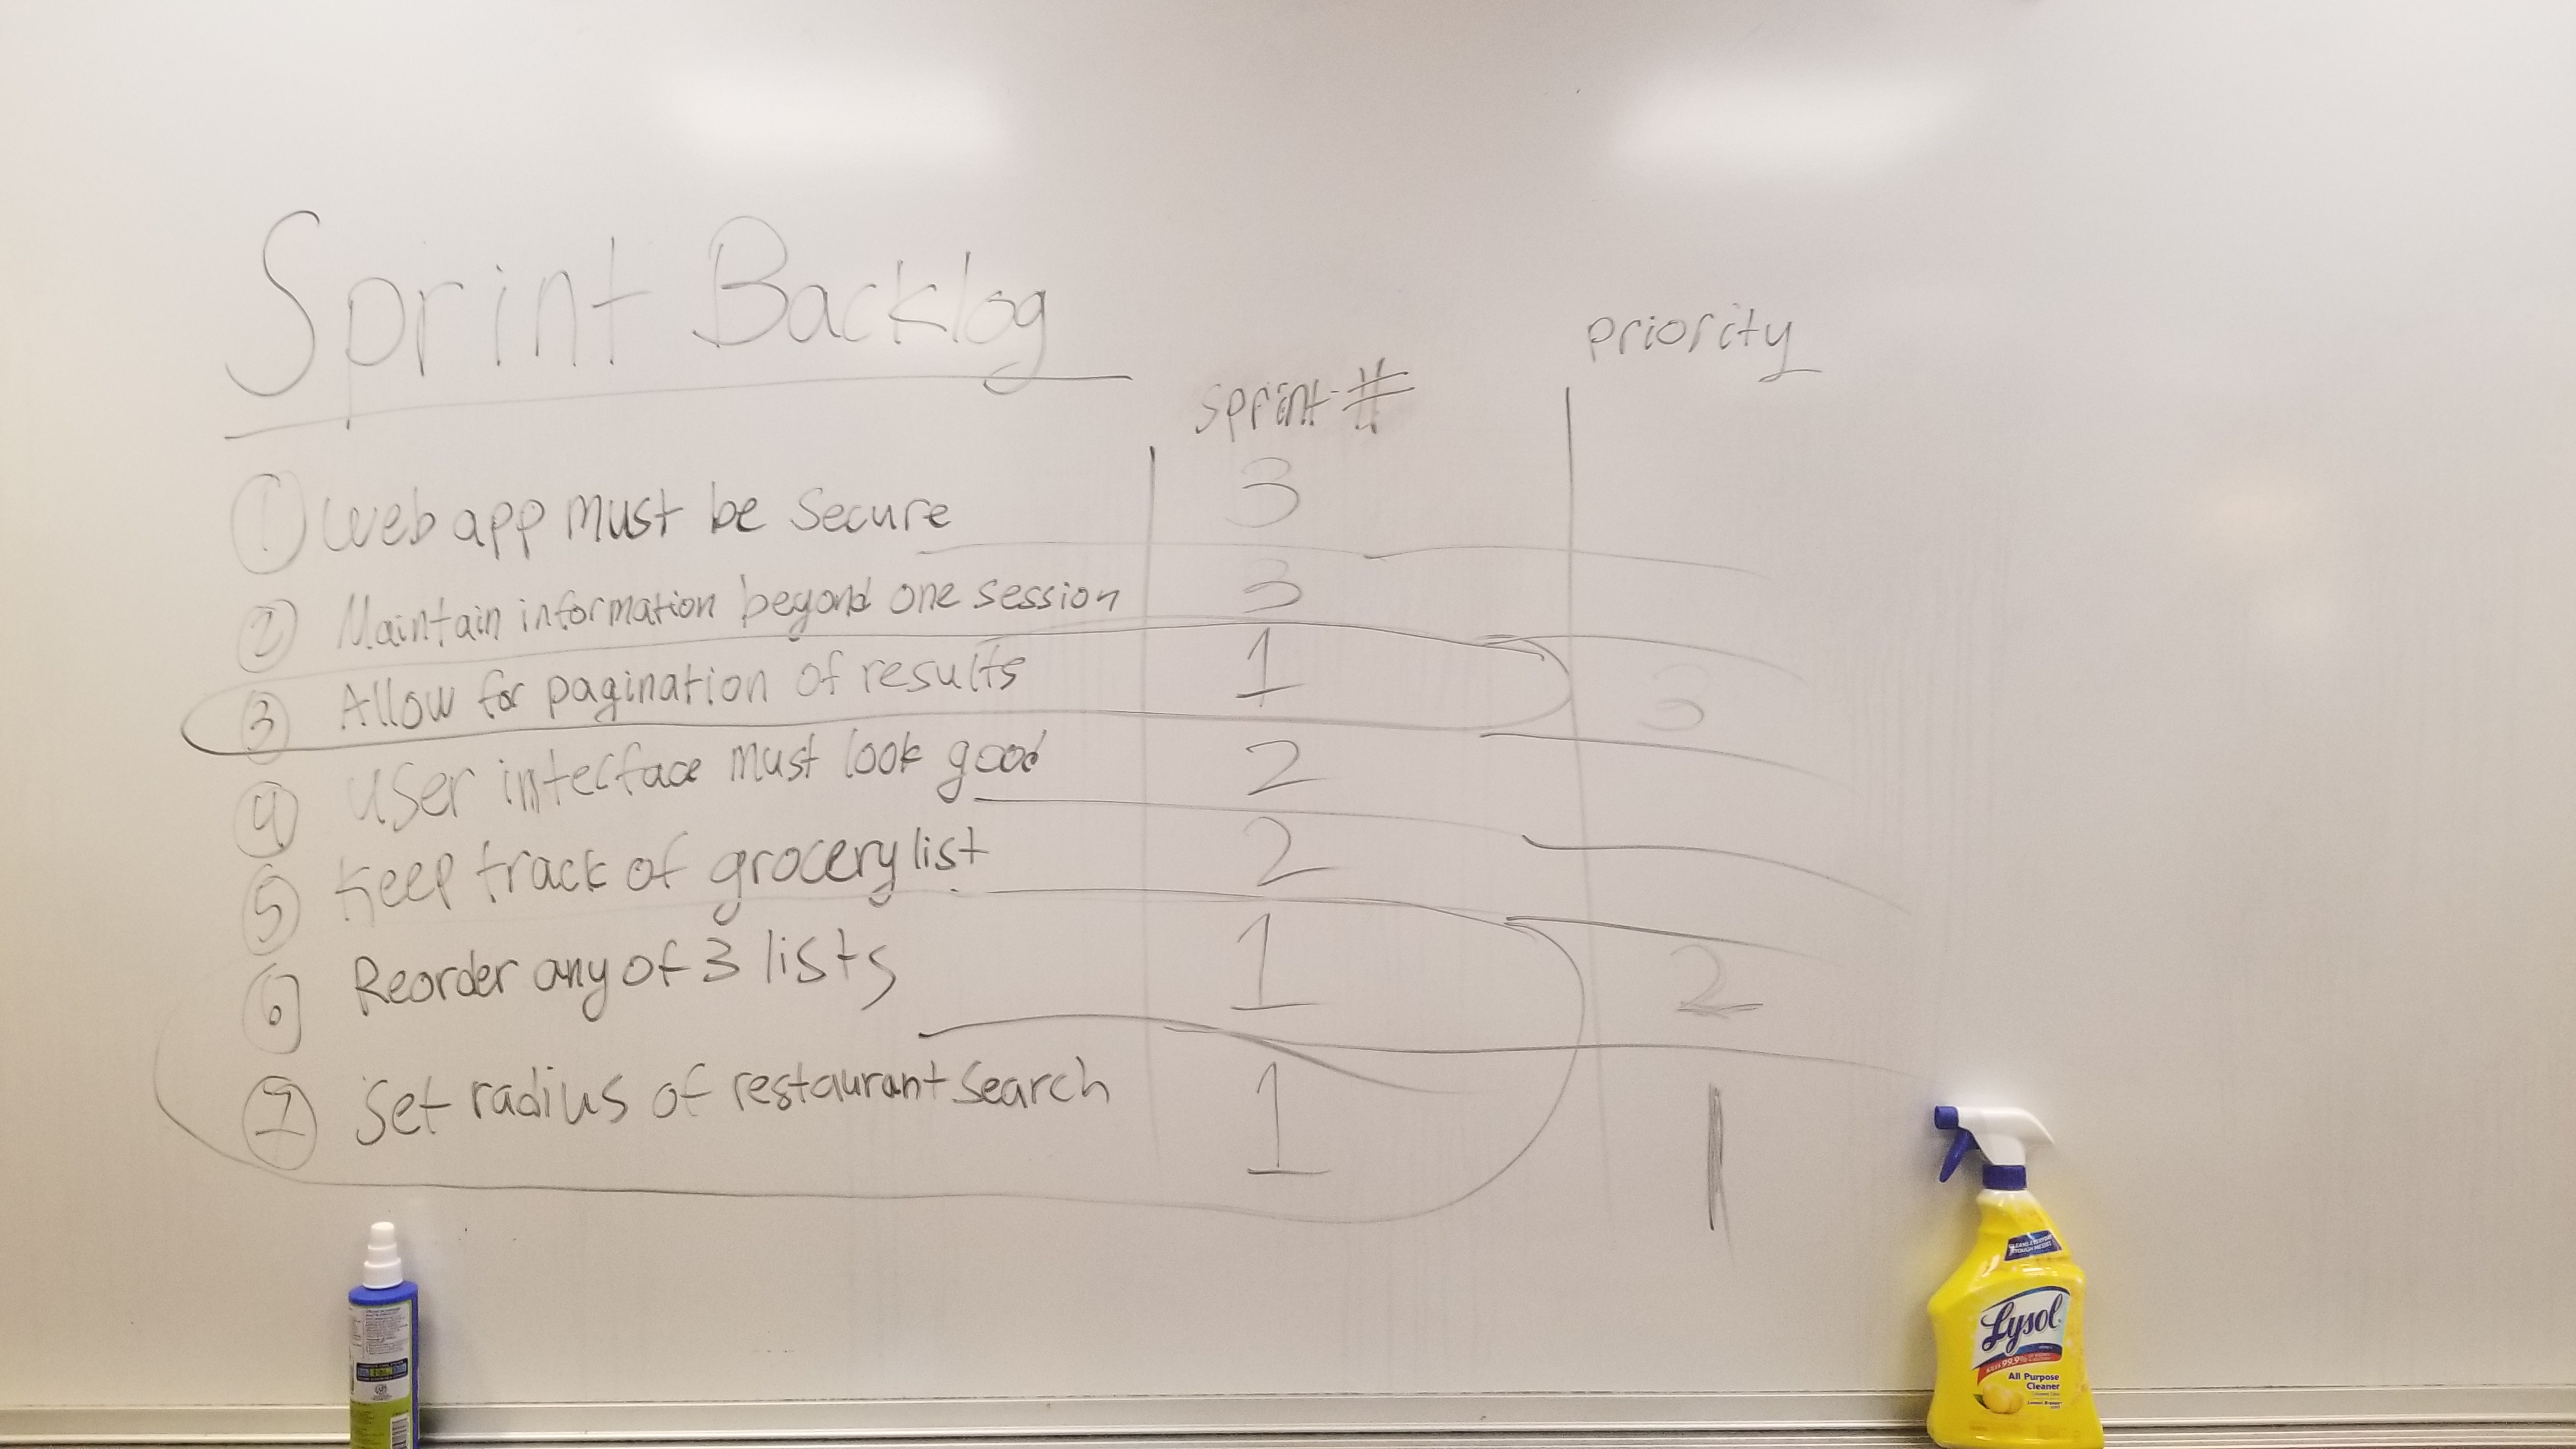 Sprint Backlog
sprint # priority
1 Web app must be secure 3
2 Maintain information beyond one session 3
3 Allow for pagination of results 1 3
4 User interface must look good 2
5 Keep track of grocery list 2
6 Reorder any of 3 lists 1 2
7 Set radius of restaurant search 1 1
Lysol
KILLS 99.9%
All Purpose
Cleaner